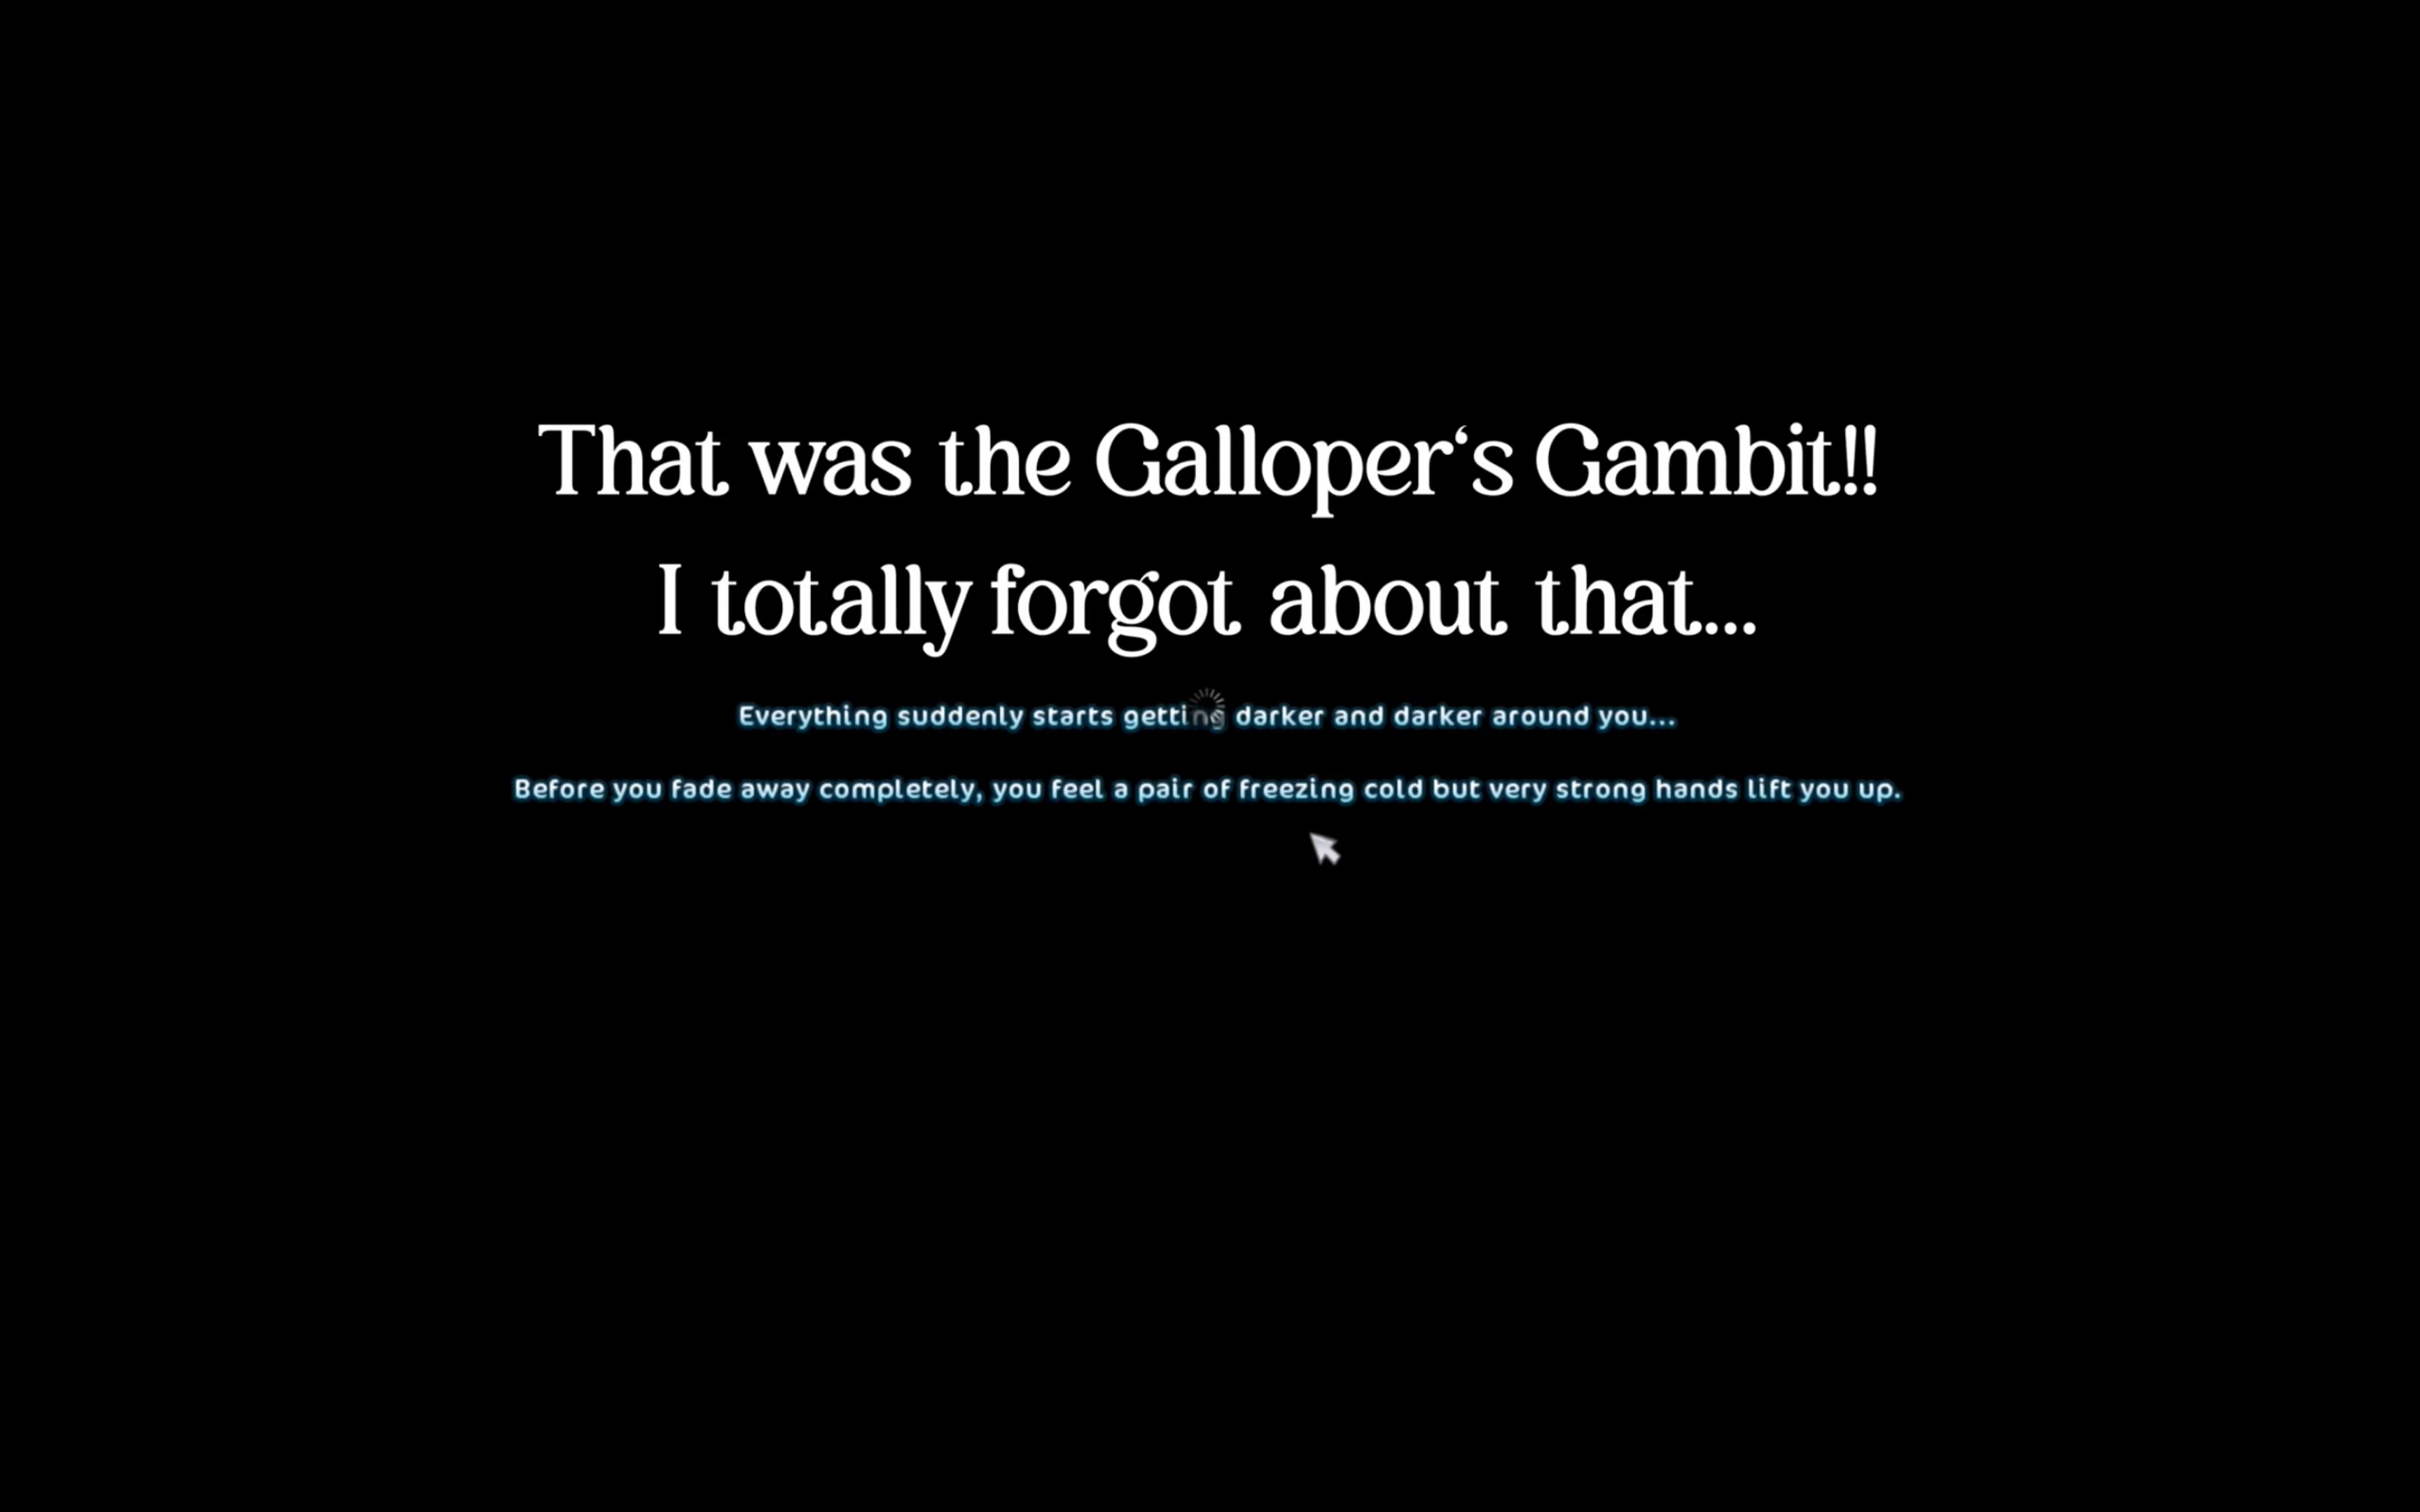 That was the Galloper‘s Gambit!!
I totally forgot about that...
Everything suddenly starts getting darker and darker around you...
Before you fade away completely, you feel a pair of freezing cold but very strong hands lift you up.